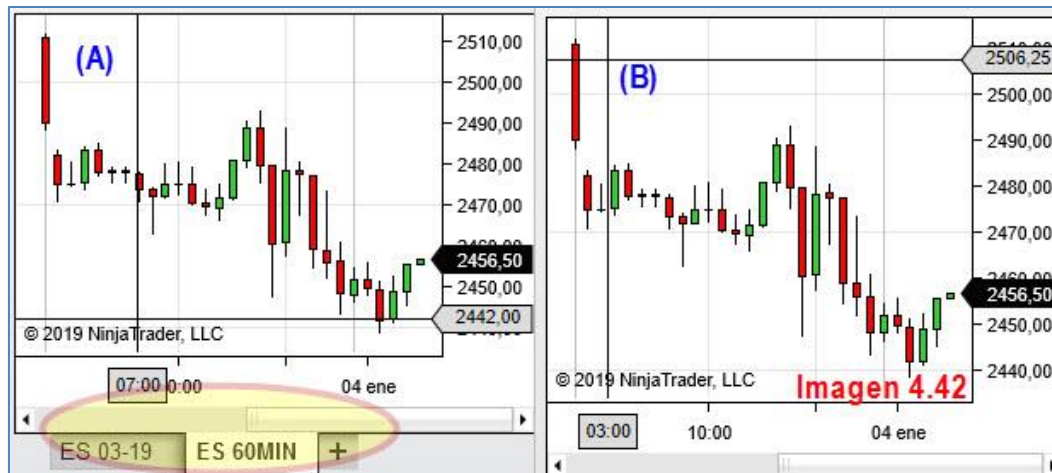 (A)
2510,00
2500,00
2490,00
2480,00
2470,00
2456,50
2450,00
2442,00
© 2019 NinjaTrader, LLC
07:00
0:00
04 ene
ES 03-19
ES 60MIN
+
(B)
2506,25
2500,00
2490,00
2480,00
2470,00
2456,50
2450,00
2440,00
© 2019 NinjaTrader, LLC
Imagen 4.42
03:00
10:00
04 ene